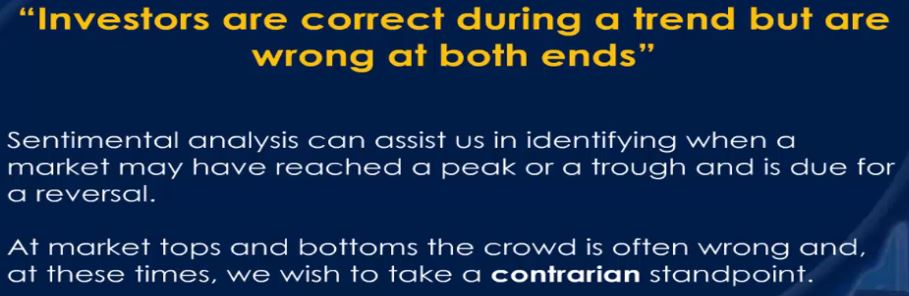 “Investors are correct during a trend but are
wrong at both ends”
Sentimental analysis can assist us in identifying when a
market may have reached a peak or a trough and is due for
a reversal.
At market tops and bottoms the crowd is often wrong and,
at these times, we wish to take a contrarian standpoint.